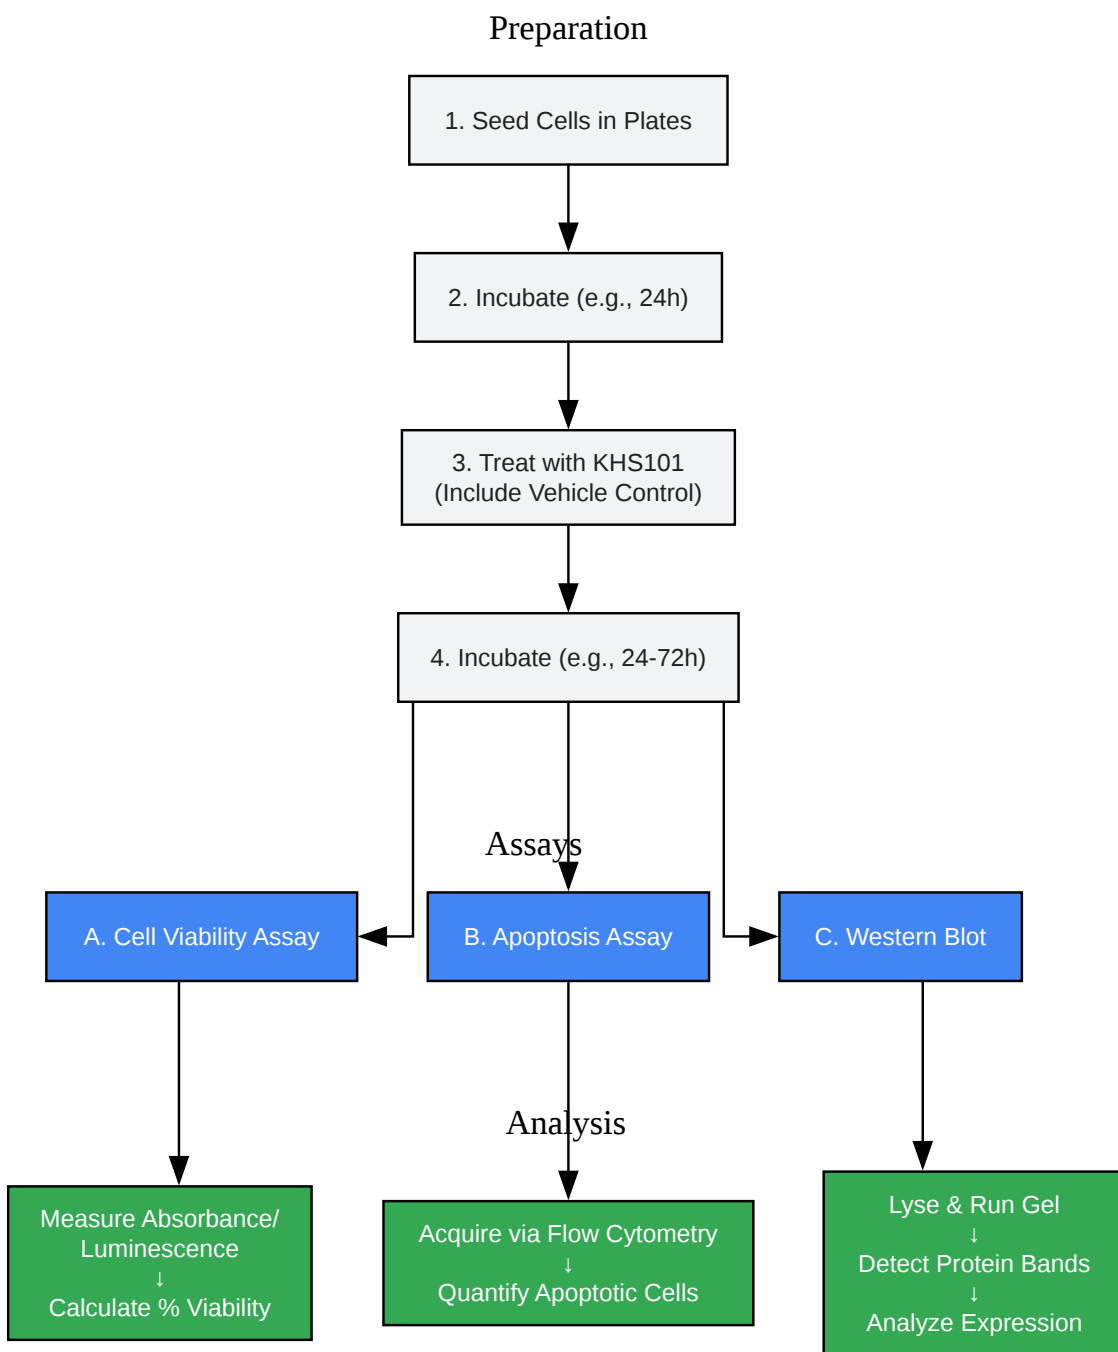 Preparation
1. Seed Cells in Plates
2. Incubate (e.g., 24h)
3. Treat with KHS101
(Include Vehicle Control)
4. Incubate (e.g., 24-72h)
Assays
A. Cell Viability Assay
B. Apoptosis Assay
C. Western Blot
Analysis
Measure Absorbance/
Luminescence
↓
Calculate % Viability
Acquire via Flow Cytometry
↓
Quantify Apoptotic Cells
Lyse & Run Gel
↓
Detect Protein Bands
↓
Analyze Expression